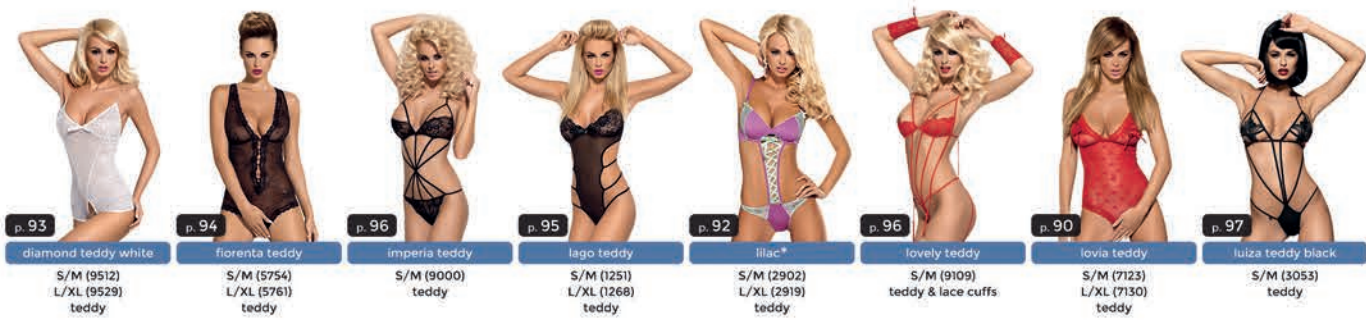 p. 93
diamond teddy white
S/M (9512)
L/XL (9529)
teddy
p. 94
fiorenta teddy
S/M (5754)
L/XL (5761)
teddy
p. 96
imperia teddy
S/M (9000)
teddy
p. 95
lago teddy
S/M (1251)
L/XL (1268)
teddy
p. 92
lilac*
S/M (2902)
L/XL (2919)
teddy
p. 96
lovely teddy
S/M (9109)
teddy & lace cuffs
p. 90
lovia teddy
S/M (7123)
L/XL (7130)
teddy
p. 97
luiza teddy black
S/M (3053)
teddy